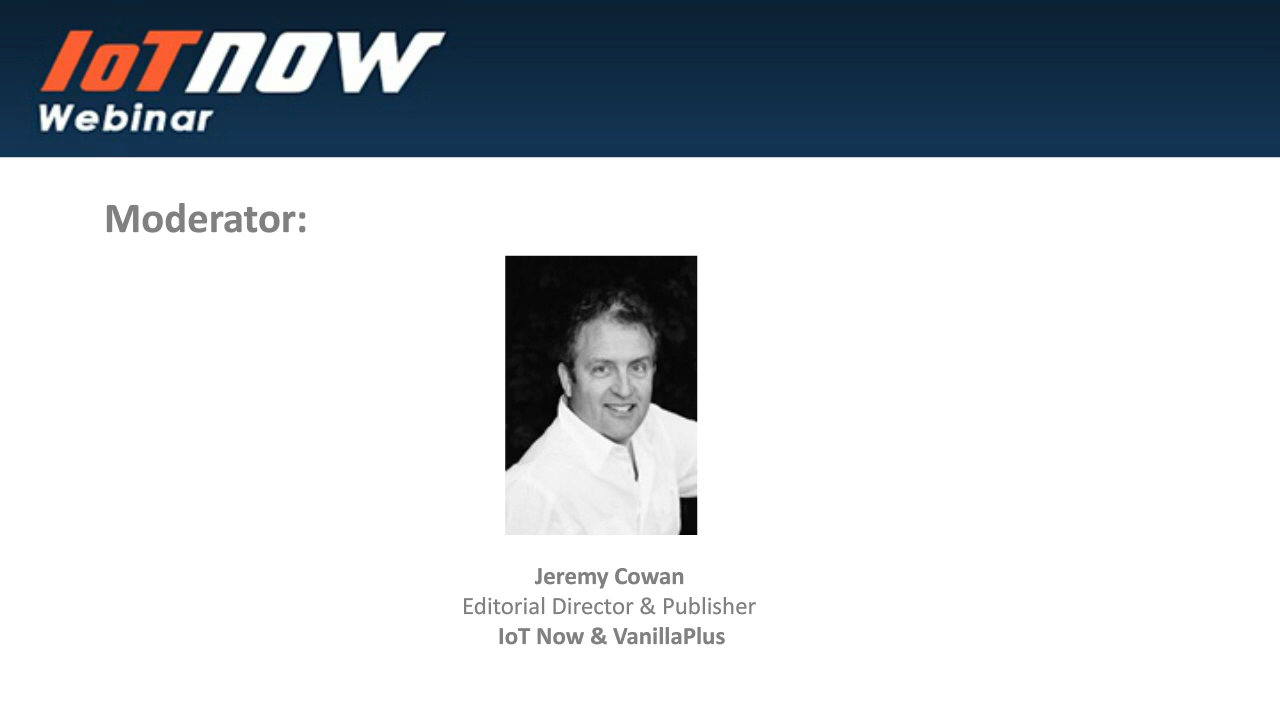 IoTnow
Webinar
Moderator:
Jeremy Cowan
Editorial Director & Publisher
IoT Now & VanillaPlus